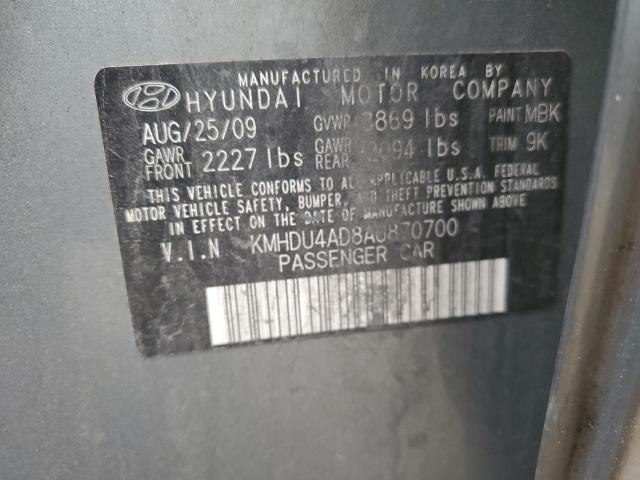 MANUFACTURED IN KOREA BY
HYUNDAI MOTOR COMPANY
AUG/25/09 GVWR 3869 lbs PAINT MBK
GAWR FRONT 2227 lbs GAWR REAR 2094 lbs TRIM 9K
THIS VEHICLE CONFORMS TO ALL APPLICABLE U.S.A. FEDERAL
MOTOR VEHICLE SAFETY, BUMPER, AND THEFT PREVENTION STANDARDS
IN EFFECT ON THE DATE OF MANUFACTURE SHOWN ABOVE.
V.I.N KMHDU4AD8AU870700
PASSENGER CAR